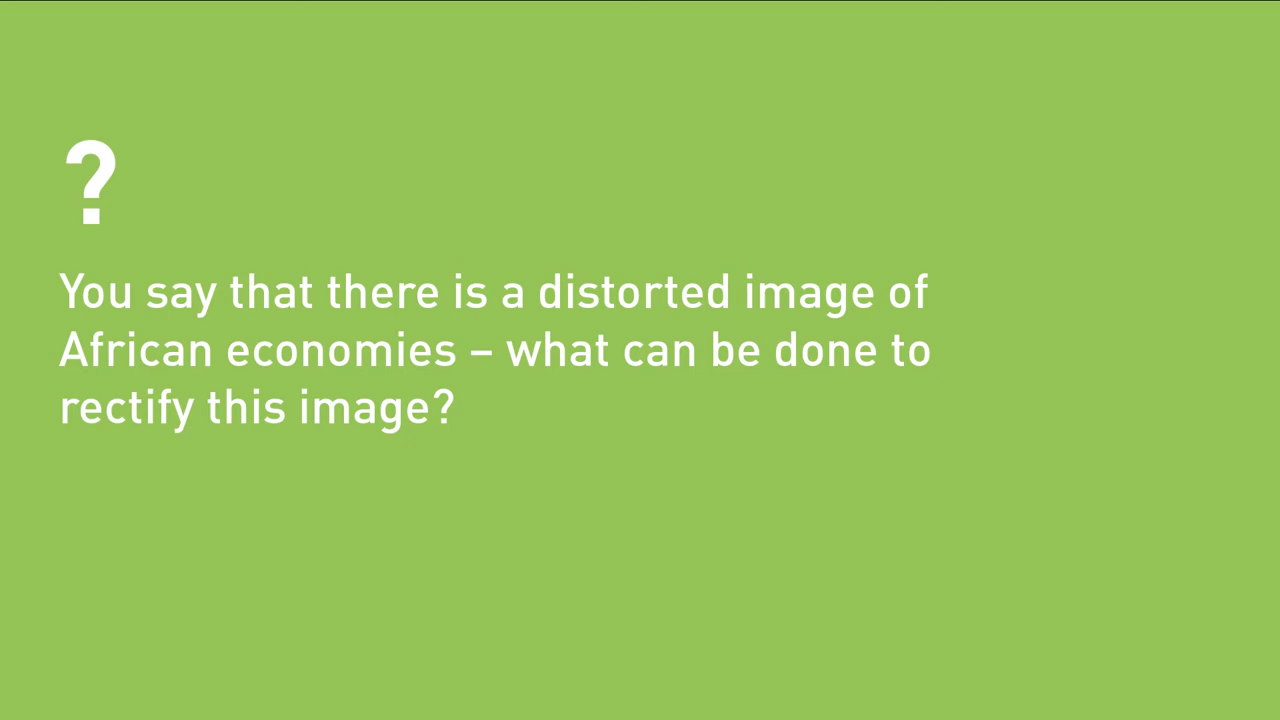 ?
You say that there is a distorted image of
African economies – what can be done to
rectify this image?